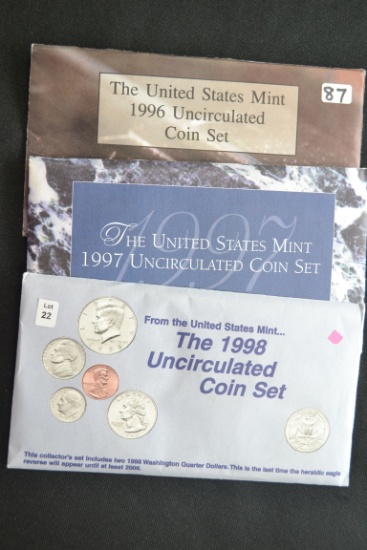 The United States Mint
1996 Uncirculated
Coin Set
87
1997
THE UNITED STATES MINT
1997 UNCIRCULATED COIN SET
Lot
22
From the United States Mint...
The 1998
Uncirculated
Coin Set
This collector's set includes two 1998 Washington Quarter Dollars. This is the last time the heraldic eagle
reverse will appear until at least 2009.